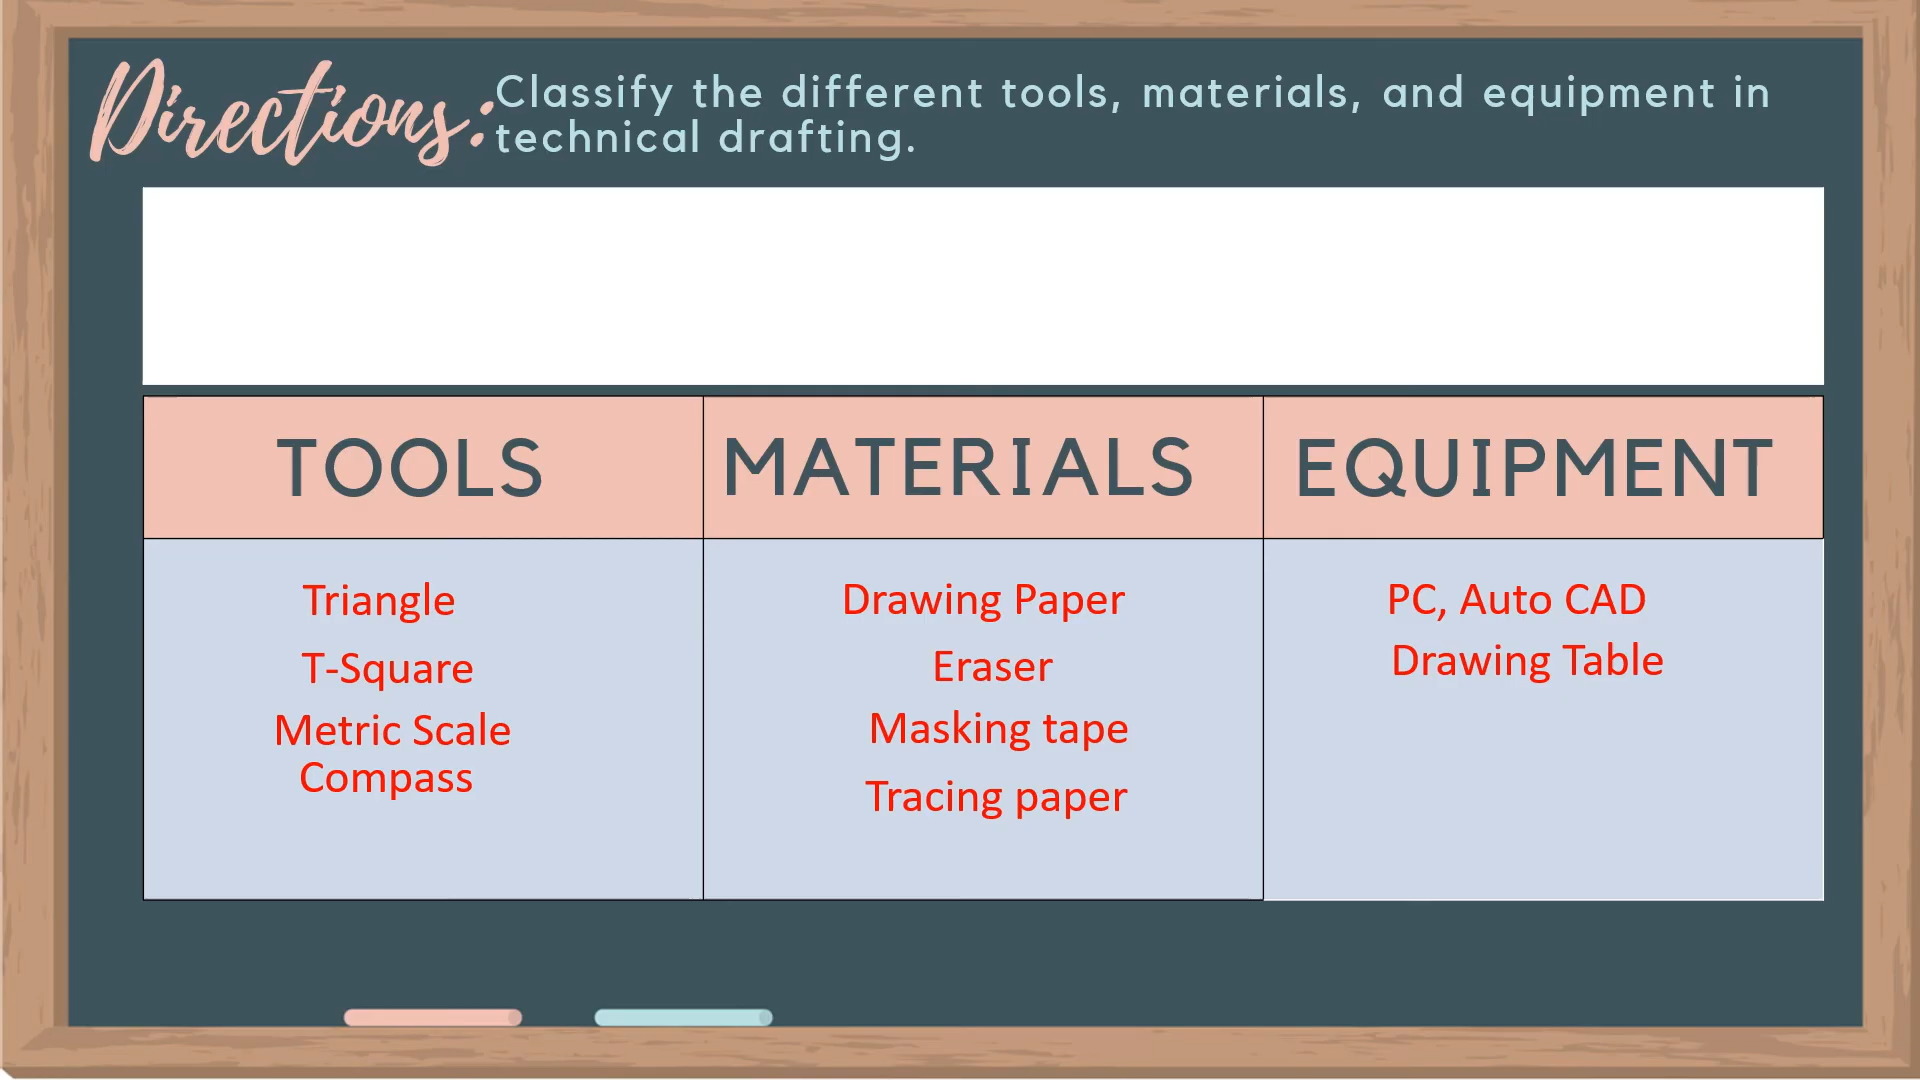 Directions:
Classify the different tools, materials, and equipment in
technical drafting.
TOOLS
MATERIALS
EQUIPMENT
Triangle
T-Square
Metric Scale
Compass
Drawing Paper
Eraser
Masking tape
Tracing paper
PC, Auto CAD
Drawing Table